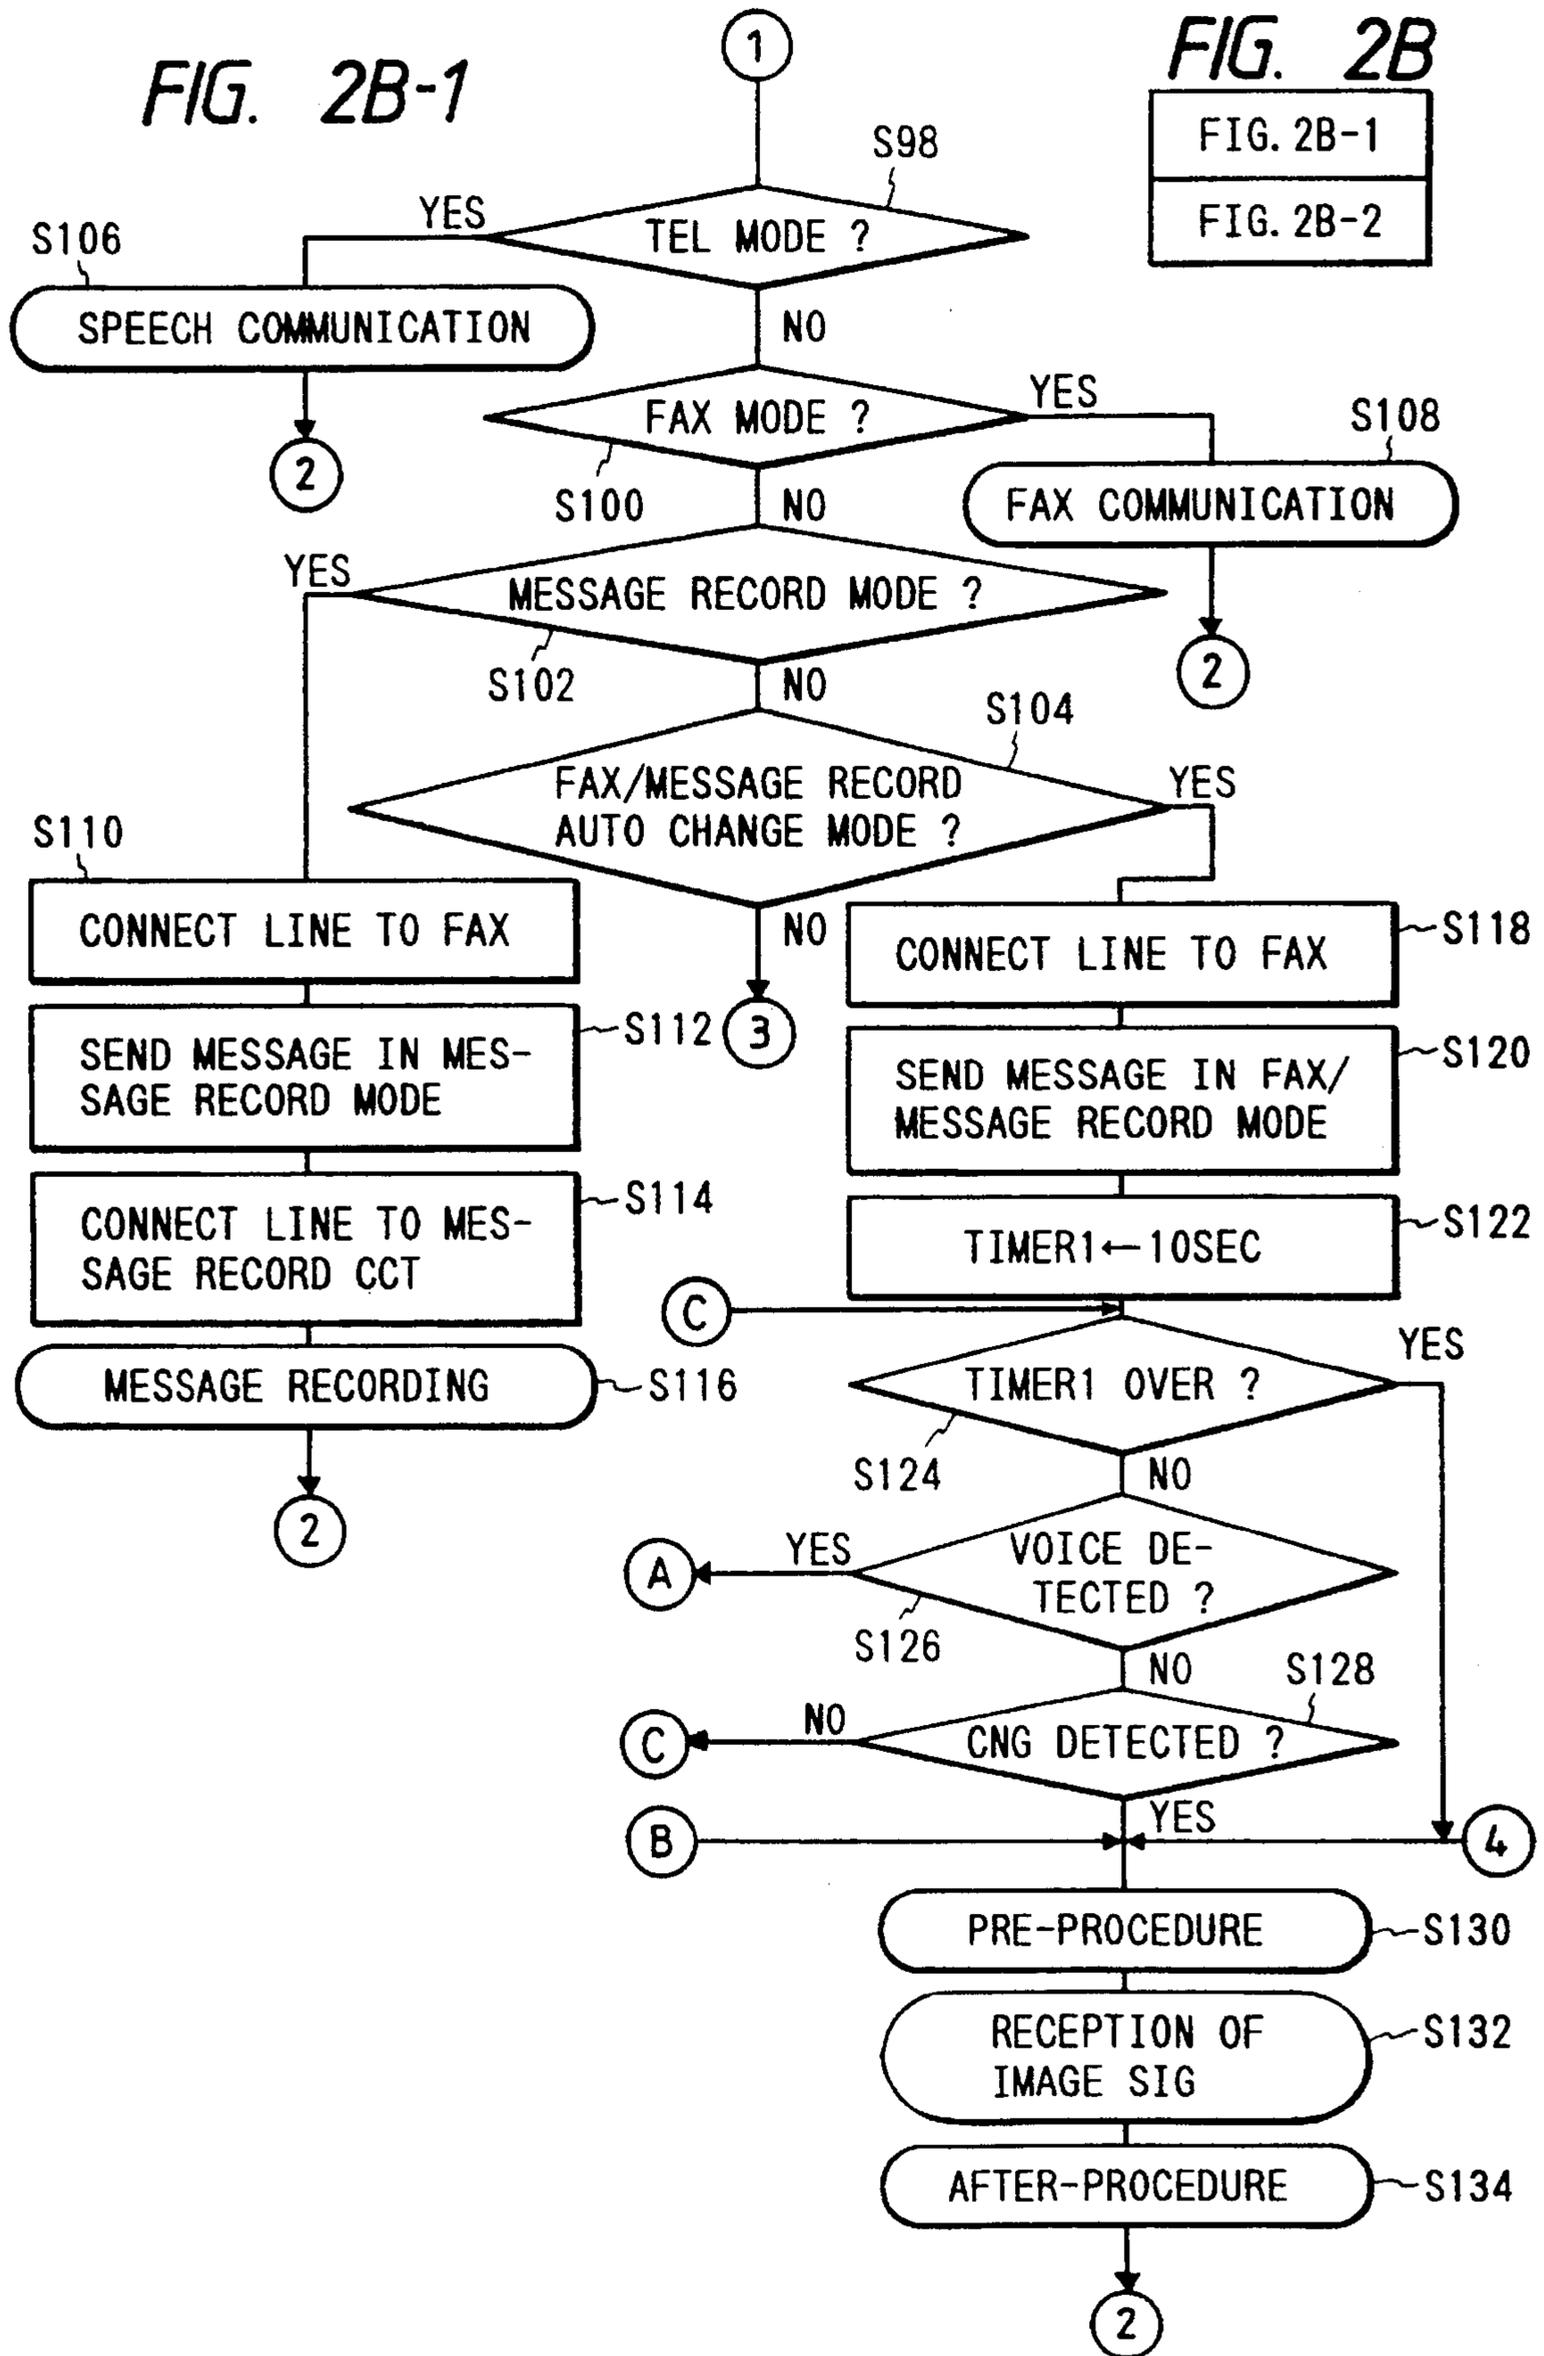 FIG. 2B-1
1
FIG. 2B
FIG. 2B-1
FIG. 2B-2
S98
TEL MODE ?
YES
S106
SPEECH COMMUNICATION
2
NO
FAX MODE ?
YES
S100
S108
FAX COMMUNICATION
2
NO
MESSAGE RECORD MODE ?
YES
S102
NO
S104
FAX/MESSAGE RECORD
AUTO CHANGE MODE ?
YES
NO
3
S110
CONNECT LINE TO FAX
SEND MESSAGE IN MES-
SAGE RECORD MODE
S112
CONNECT LINE TO MES-
SAGE RECORD CCT
S114
MESSAGE RECORDING
S116
2
CONNECT LINE TO FAX
S118
SEND MESSAGE IN FAX/
MESSAGE RECORD MODE
S120
TIMER1←10SEC
S122
C
TIMER1 OVER ?
YES
S124
NO
VOICE DE-
TECTED ?
YES
A
S126
NO
S128
CNG DETECTED ?
NO
C
YES
B
4
PRE-PROCEDURE
S130
RECEPTION OF
IMAGE SIG
S132
AFTER-PROCEDURE
S134
2